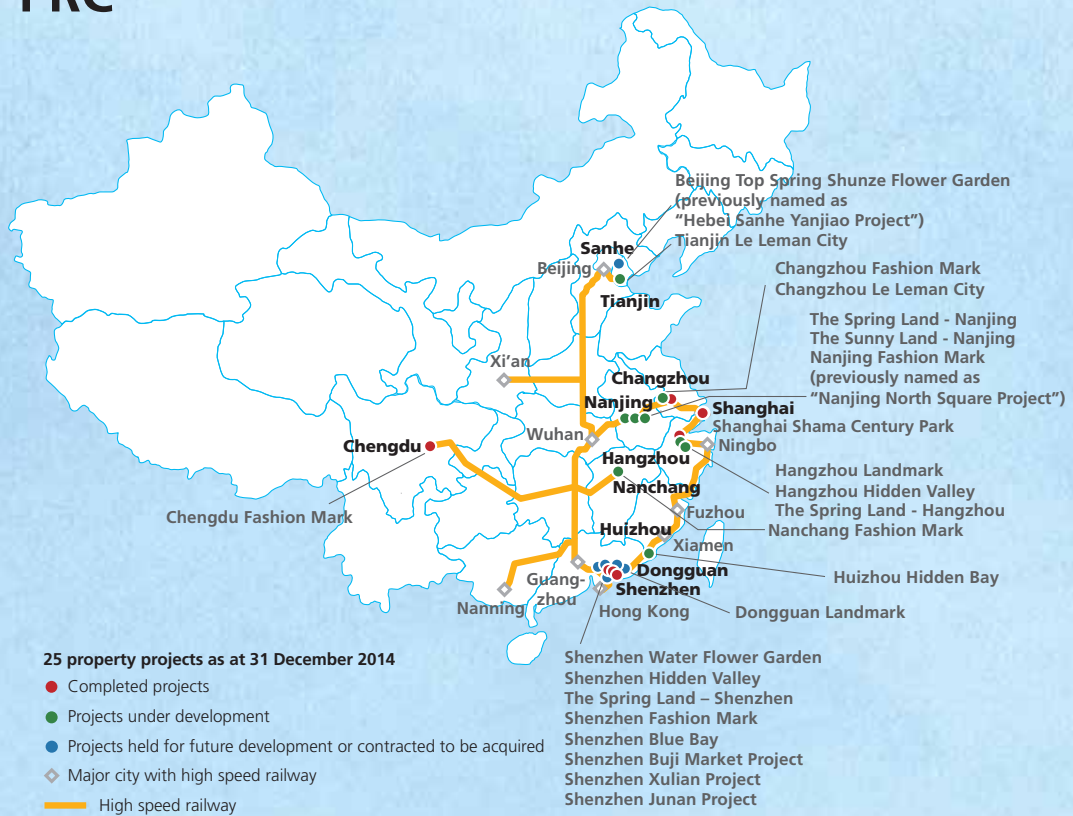 PRC
Beijing Top Spring Shunze Flower Garden
(previously named as
“Hebei Sanhe Yanjiao Project”)
Tianjin Le Leman City
Sanhe
Beijing
Tianjin
Changzhou Fashion Mark
Changzhou Le Leman City
The Spring Land - Nanjing
The Sunny Land - Nanjing
Nanjing Fashion Mark
(previously named as
“Nanjing North Square Project”)
Xi’an
Changzhou
Nanjing
Shanghai
Shanghai Shama Century Park
Wuhan
Ningbo
Chengdu
Hangzhou
Hangzhou Landmark
Hangzhou Hidden Valley
The Spring Land - Hangzhou
Nanchang
Nanchang Fashion Mark
Chengdu Fashion Mark
Fuzhou
Huizhou
Xiamen
Huizhou Hidden Bay
Dongguan
Guang-
zhou
Shenzhen
Nanning
Hong Kong
Dongguan Landmark
Shenzhen Water Flower Garden
Shenzhen Hidden Valley
The Spring Land – Shenzhen
Shenzhen Fashion Mark
Shenzhen Blue Bay
Shenzhen Buji Market Project
Shenzhen Xulian Project
Shenzhen Junan Project
25 property projects as at 31 December 2014
Completed projects
Projects under development
Projects held for future development or contracted to be acquired
Major city with high speed railway
High speed railway